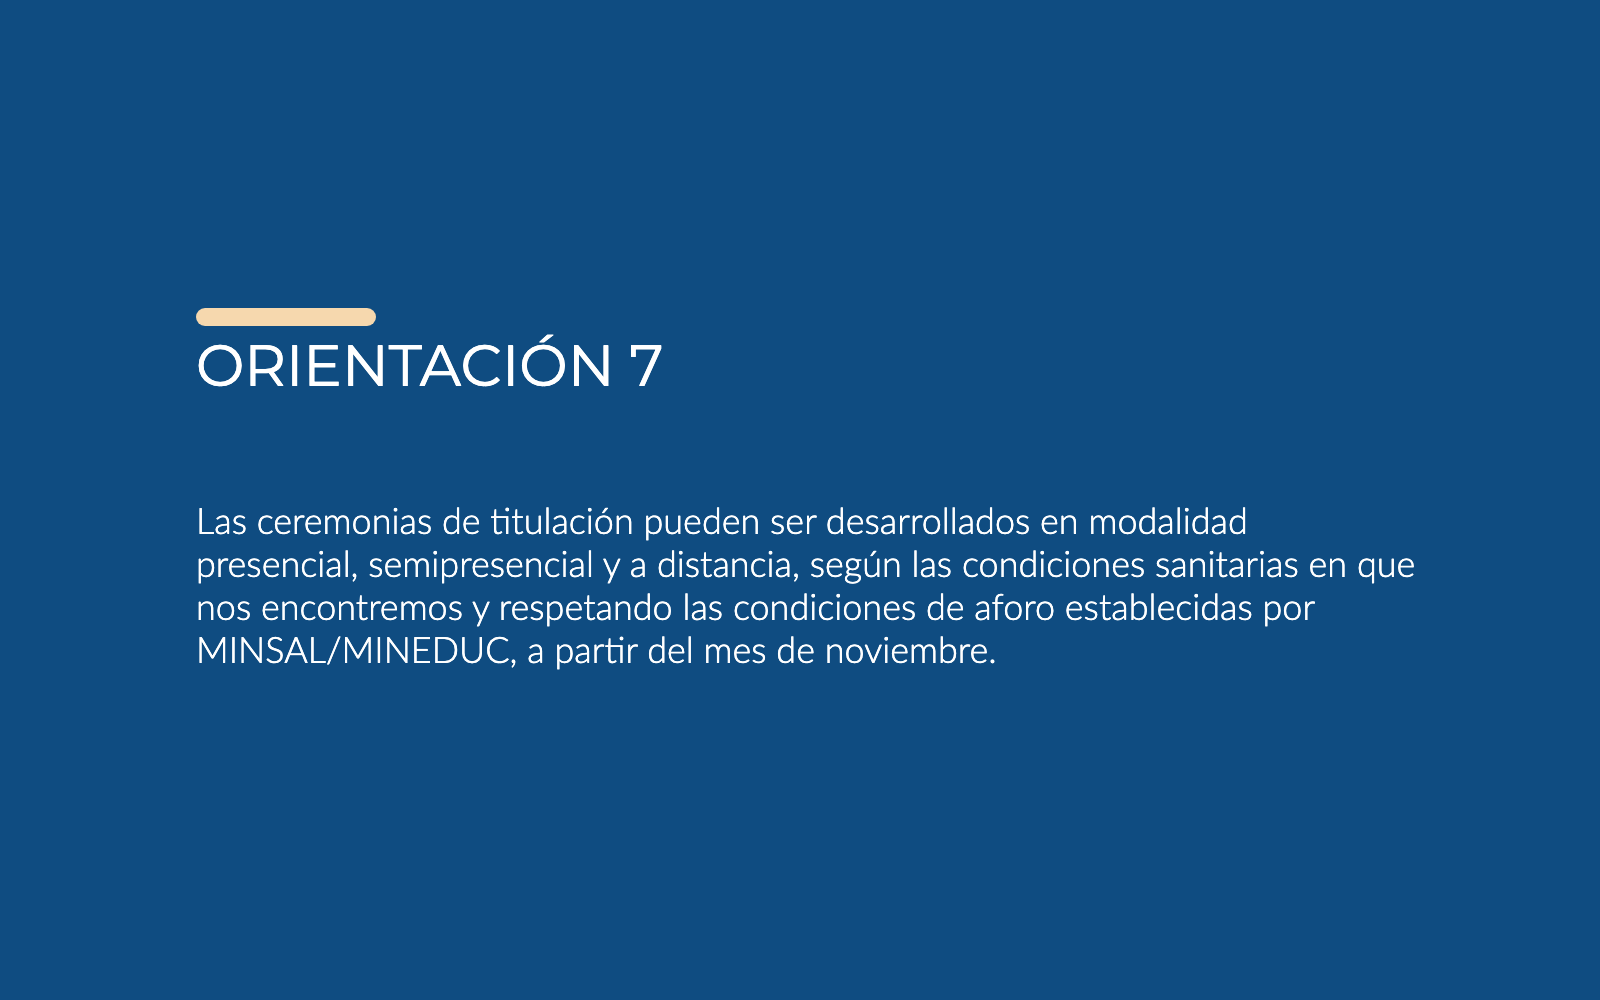 ORIENTACIÓN 7
Las ceremonias de titulación pueden ser desarrollados en modalidad
presencial, semipresencial y a distancia, según las condiciones sanitarias en que
nos encontremos y respetando las condiciones de aforo establecidas por
MINSAL/MINEDUC, a partir del mes de noviembre.